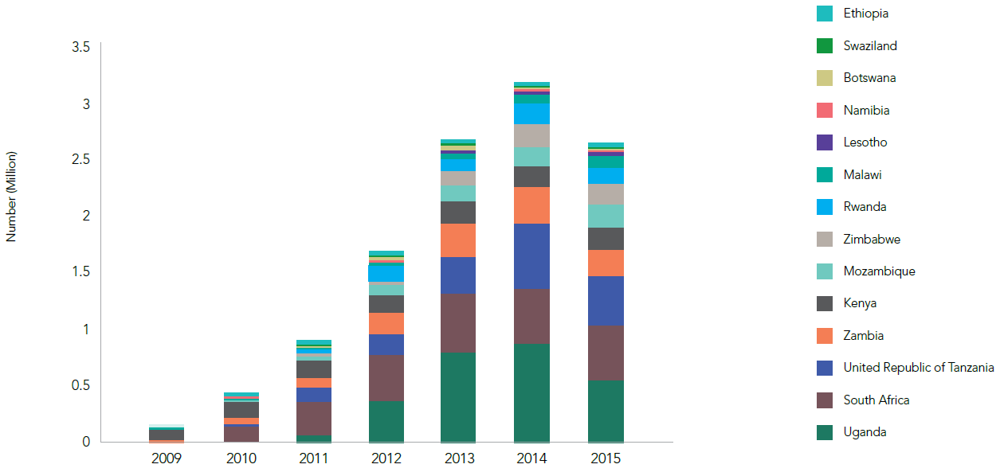 Number (Million)
3.5
3
2.5
2
1.5
1
0.5
0
2009 2010 2011 2012 2013 2014 2015
Ethiopia
Swaziland
Botswana
Namibia
Lesotho
Malawi
Rwanda
Zimbabwe
Mozambique
Kenya
Zambia
United Republic of Tanzania
South Africa
Uganda